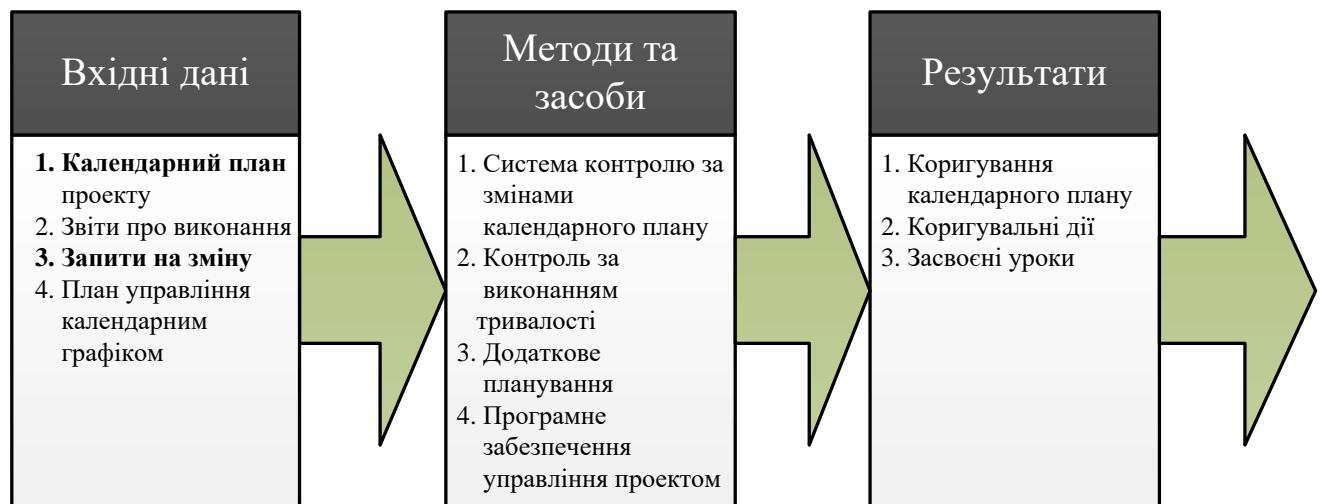 Вхідні дані
1. Календарний план
проекту
2. Звіти про виконання
3. Запити на зміну
4. План управління
календарним
графіком
Методи та
засоби
1. Система контролю за
змінами
календарного плану
2. Контроль за
виконанням
тривалості
3. Додаткове
планування
4. Програмне
забезпечення
управління проектом
Результати
1. Коригування
календарного плану
2. Коригувальні дії
3. Засвоєні уроки